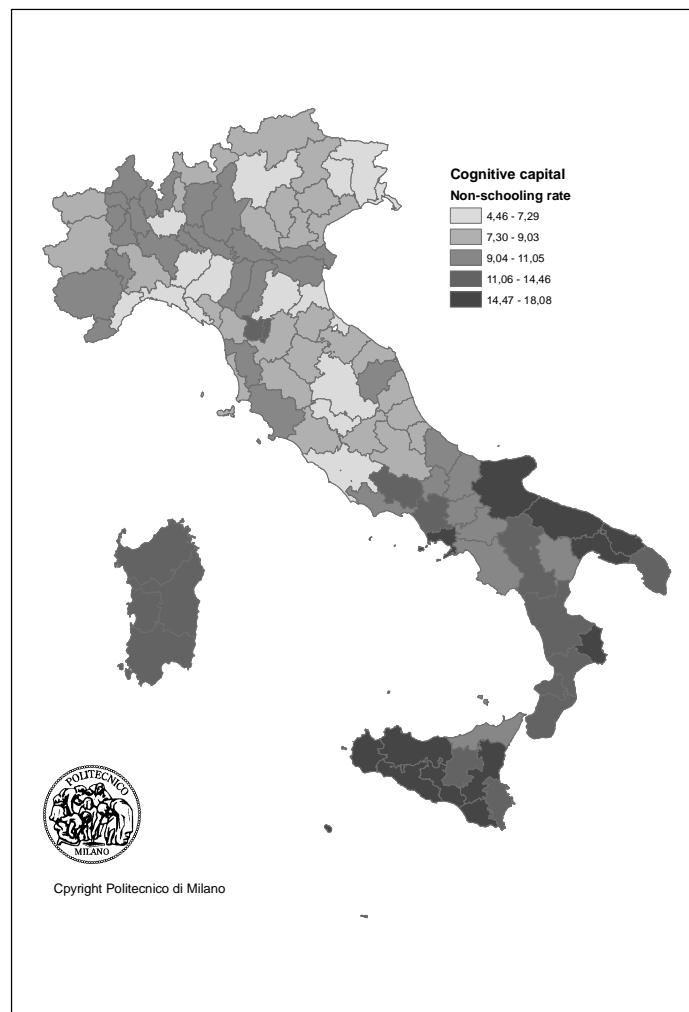 Cognitive capital
Non-schooling rate
4,46 - 7,29
7,30 - 9,03
9,04 - 11,05
11,06 - 14,46
14,47 - 18,08
POLITECNICO
MILANO
Cpyright Politecnico di Milano